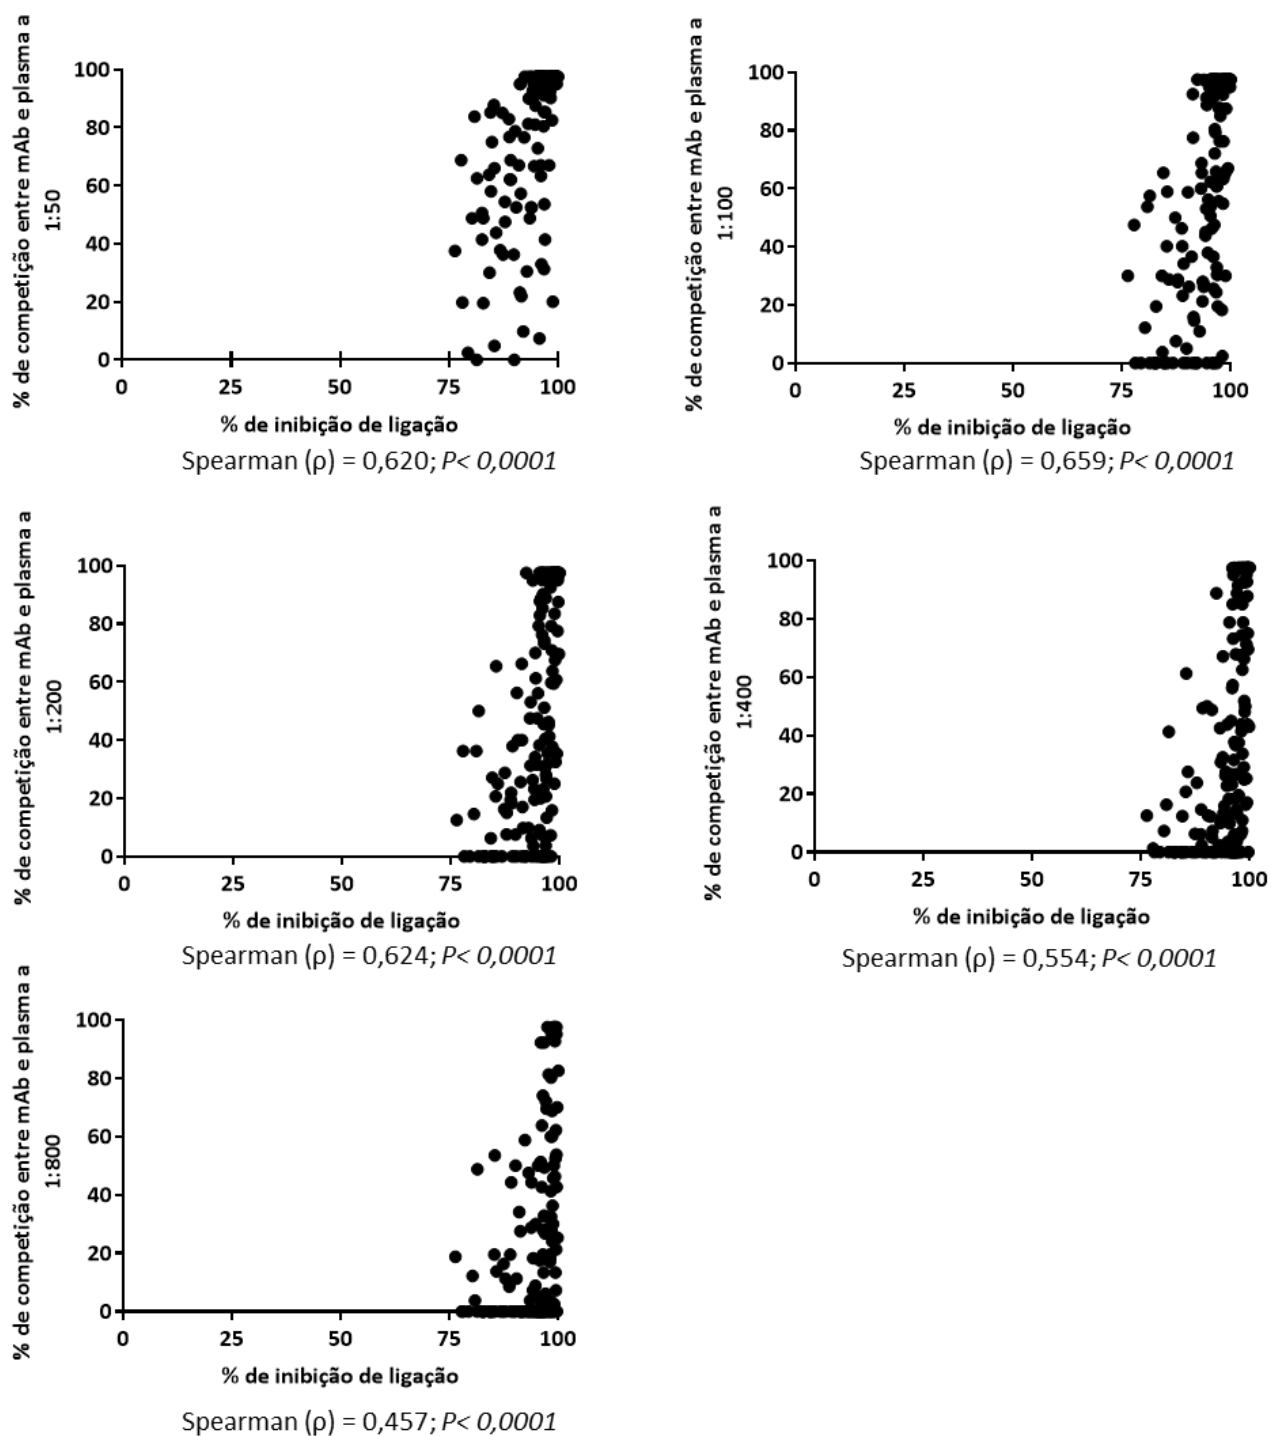 % de competição entre mAb e plasma a
1:50
100
80
60
40
20
0
0 25 50 75 100
% de inibição de ligação
Spearman (ρ) = 0,620; P< 0,0001
% de competição entre mAb e plasma a
1:100
100
80
60
40
20
0
0 25 50 75 100
% de inibição de ligação
Spearman (ρ) = 0,659; P< 0,0001
% de competição entre mAb e plasma a
1:200
100
80
60
40
20
0
0 25 50 75 100
% de inibição de ligação
Spearman (ρ) = 0,624; P< 0,0001
% de competição entre mAb e plasma a
1:400
100
80
60
40
20
0
0 25 50 75 100
% de inibição de ligação
Spearman (ρ) = 0,554; P< 0,0001
% de competição entre mAb e plasma a
1:800
100
80
60
40
20
0
0 25 50 75 100
% de inibição de ligação
Spearman (ρ) = 0,457; P< 0,0001